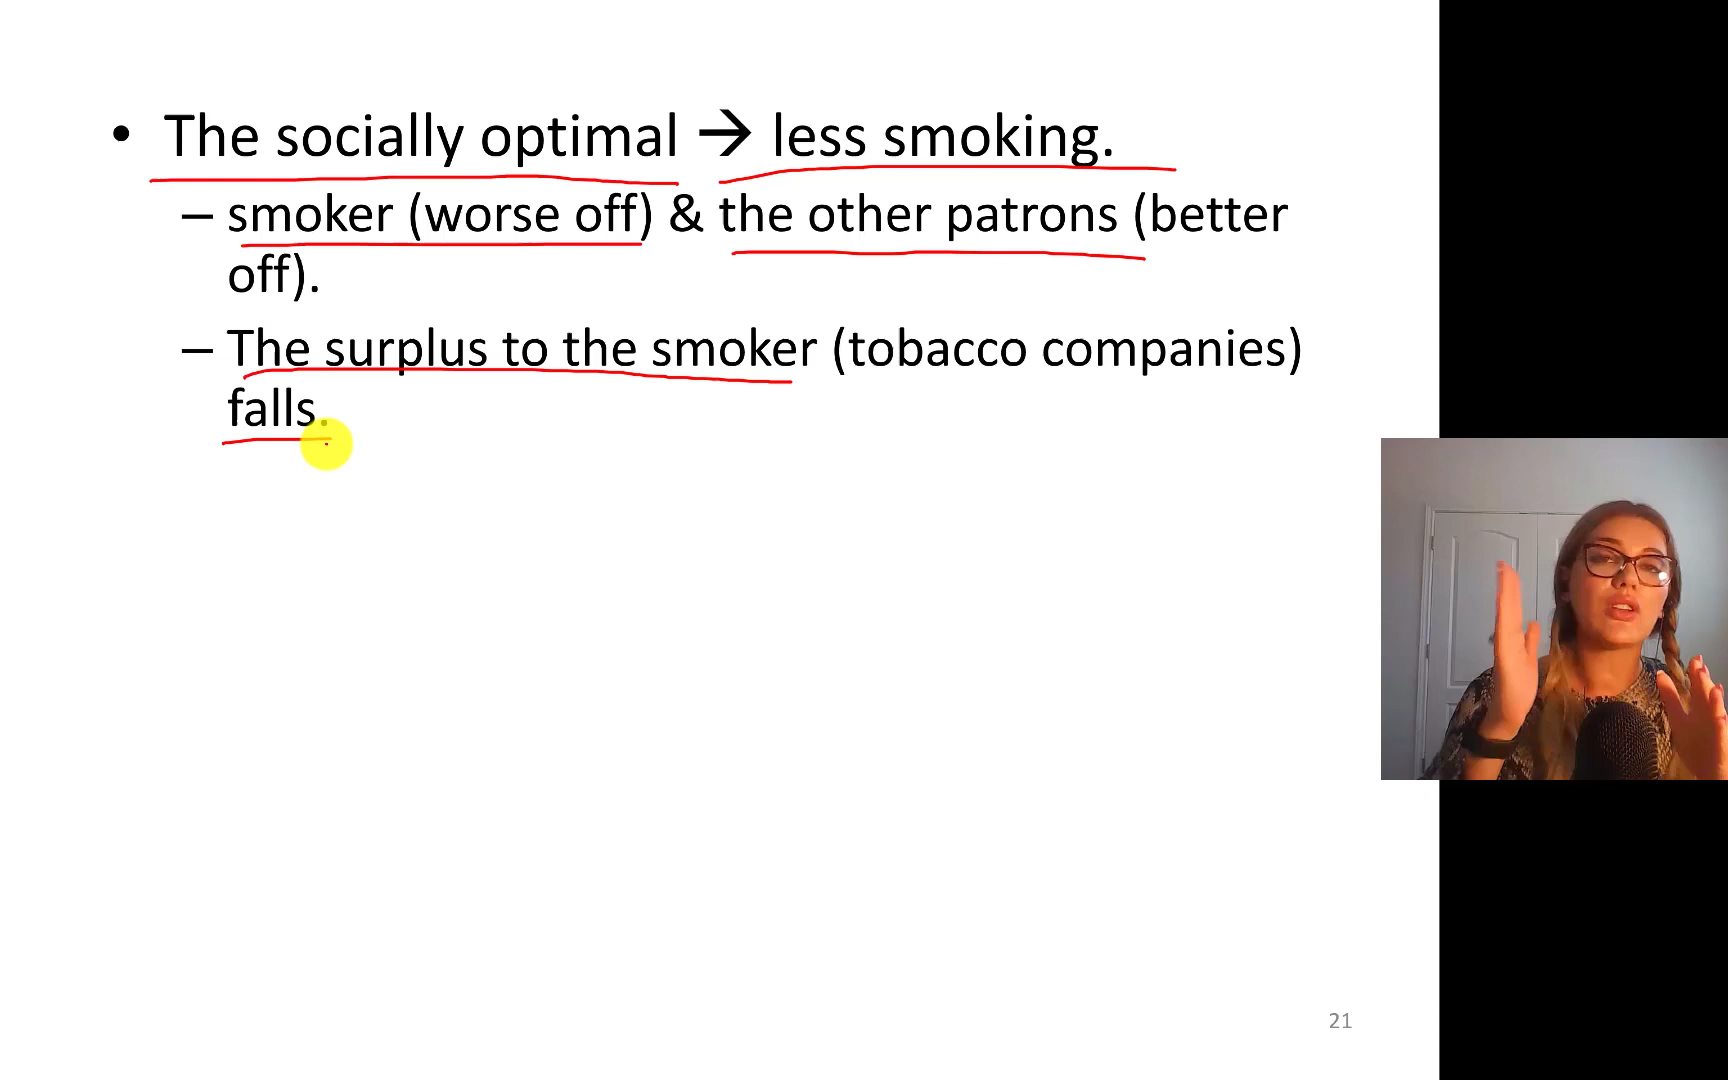 • The socially optimal → less smoking.
– smoker (worse off) & the other patrons (better
off).
– The surplus to the smoker (tobacco companies)
falls.
21